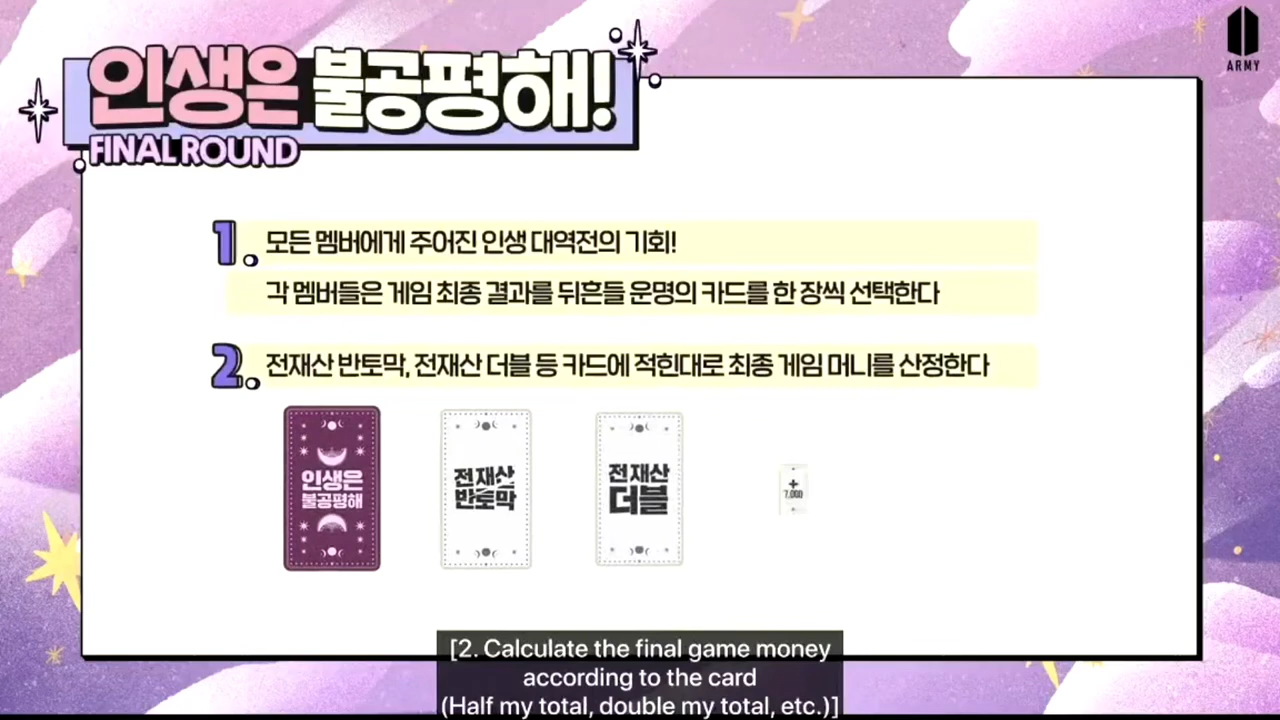 인생은 불공평해!
FINAL ROUND
ARMY
1. 모든 멤버에게 주어진 인생 대역전의 기회!
각 멤버들은 게임 최종 결과를 뒤흔들 운명의 카드를 한 장씩 선택한다
2. 전재산 반토막, 전재산 더블 등 카드에 적힌대로 최종 게임 머니를 산정한다
인생은
불공평해
전재산
반토막
전재산
더블
+
7,000
[2. Calculate the final game money
according to the card
(Half my total, double my total, etc.)]